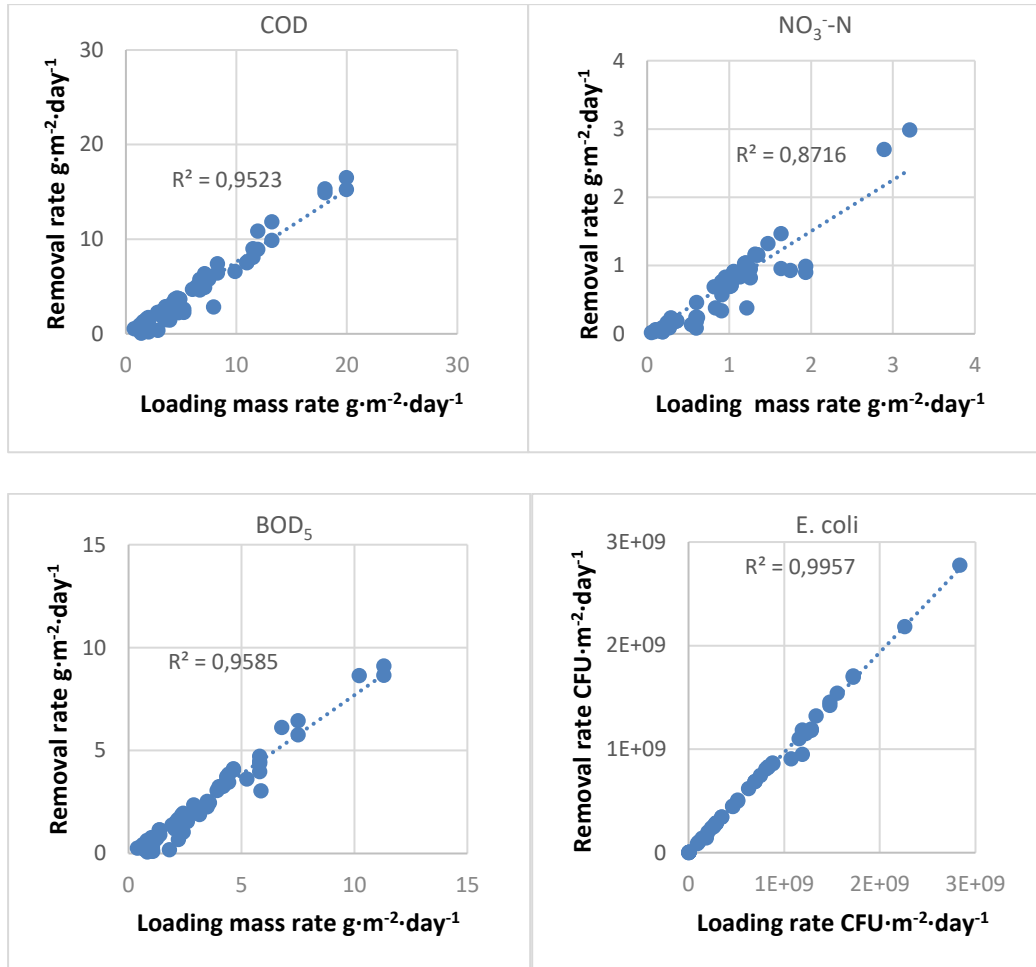 COD
30
20
10
0
0
10
20
30
R² = 0,9523
Removal rate g·m⁻²·day⁻¹
Loading mass rate g·m⁻²·day⁻¹
NO₃⁻-N
4
3
2
1
0
0
1
2
3
4
R² = 0,8716
Removal rate g·m⁻²·day⁻¹
Loading mass rate g·m⁻²·day⁻¹
BOD₅
15
10
5
0
0
5
10
15
R² = 0,9585
Removal rate g·m⁻²·day⁻¹
Loading mass rate g·m⁻²·day⁻¹
E. coli
3E+09
2E+09
1E+09
0
0
1E+09
2E+09
3E+09
R² = 0,9957
Removal rate CFU·m⁻²·day⁻¹
Loading rate CFU·m⁻²·day⁻¹